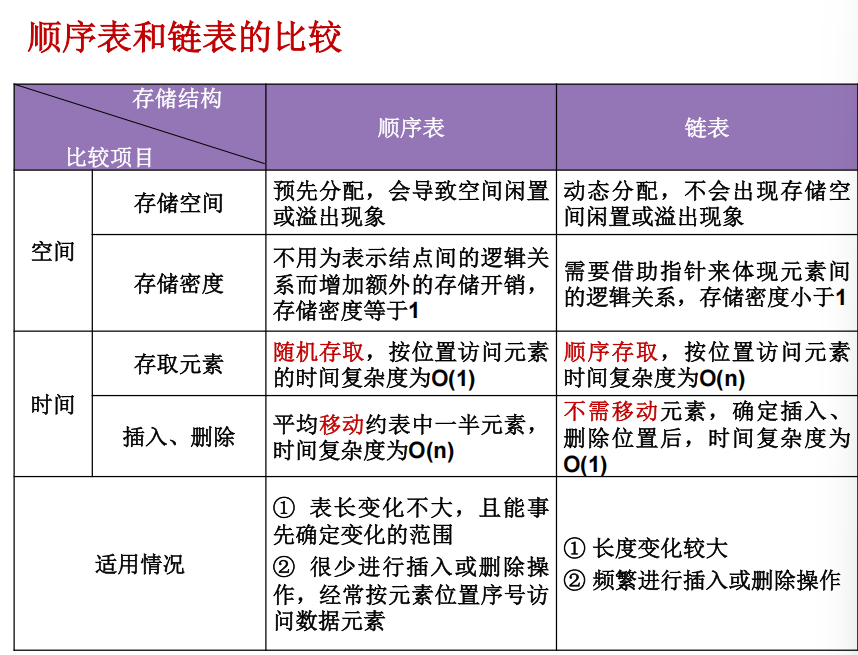 顺序表和链表的比较
存储结构
比较项目
顺序表
链表
空间
存储空间
预先分配，会导致空间闲置
或溢出现象
动态分配，不会出现存储空
间闲置或溢出现象
存储密度
不用为表示结点间的逻辑关
系而增加额外的存储开销，
存储密度等于1
需要借助指针来体现元素间
的逻辑关系，存储密度小于1
时间
存取元素
随机存取，按位置访问元素
的时间复杂度为O(1)
顺序存取，按位置访问元素
时间复杂度为O(n)
插入、删除
平均移动约表中一半元素，
时间复杂度为O(n)
不需移动元素，确定插入、
删除位置后，时间复杂度为
O(1)
适用情况
① 表长变化不大，且能事
先确定变化的范围
② 很少进行插入或删除操
作，经常按元素位置序号访
问数据元素
① 长度变化较大
② 频繁进行插入或删除操作